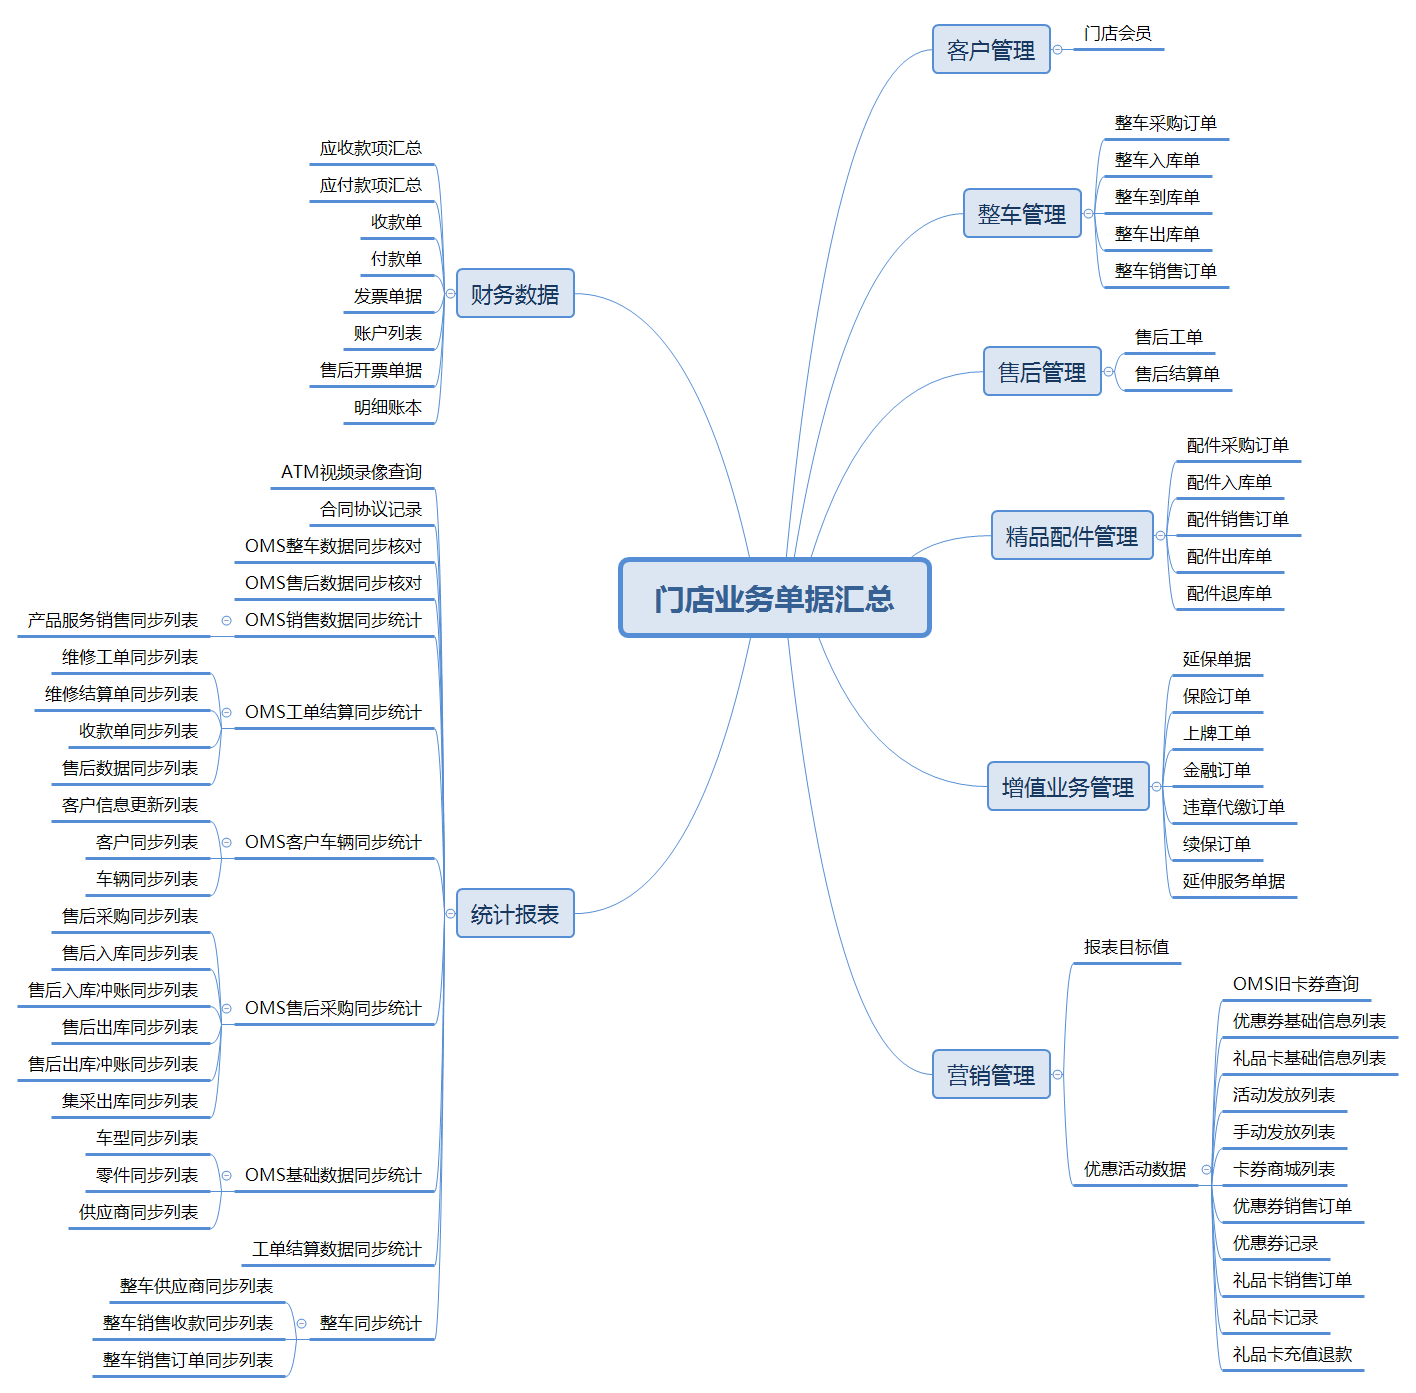 门店业务单据汇总
客户管理
门店会员
整车管理
整车采购订单
整车入库单
整车到库单
整车出库单
整车销售订单
售后管理
售后工单
售后结算单
精品配件管理
配件采购订单
配件入库单
配件销售订单
配件出库单
配件退库单
增值业务管理
延保单据
保险订单
上牌工单
金融订单
违章代缴订单
续保订单
延伸服务单据
营销管理
报表目标值
优惠活动数据
OMS旧卡券查询
优惠券基础信息列表
礼品卡基础信息列表
活动发放列表
手动发放列表
卡券商城列表
优惠券销售订单
优惠券记录
礼品卡销售订单
礼品卡记录
礼品卡充值退款
财务数据
应收款项汇总
应付款项汇总
收款单
付款单
发票单据
账户列表
售后开票单据
明细账本
统计报表
ATM视频录像查询
合同协议记录
OMS整车数据同步核对
OMS售后数据同步核对
OMS销售数据同步统计
产品服务销售同步列表
OMS工单结算同步统计
维修工单同步列表
维修结算单同步列表
收款单同步列表
售后数据同步列表
OMS客户车辆同步统计
客户信息更新列表
客户同步列表
车辆同步列表
OMS售后采购同步统计
售后采购同步列表
售后入库同步列表
售后入库冲账同步列表
售后出库同步列表
售后出库冲账同步列表
集采出库同步列表
OMS基础数据同步统计
车型同步列表
零件同步列表
供应商同步列表
工单结算数据同步统计
整车同步统计
整车供应商同步列表
整车销售收款同步列表
整车销售订单同步列表